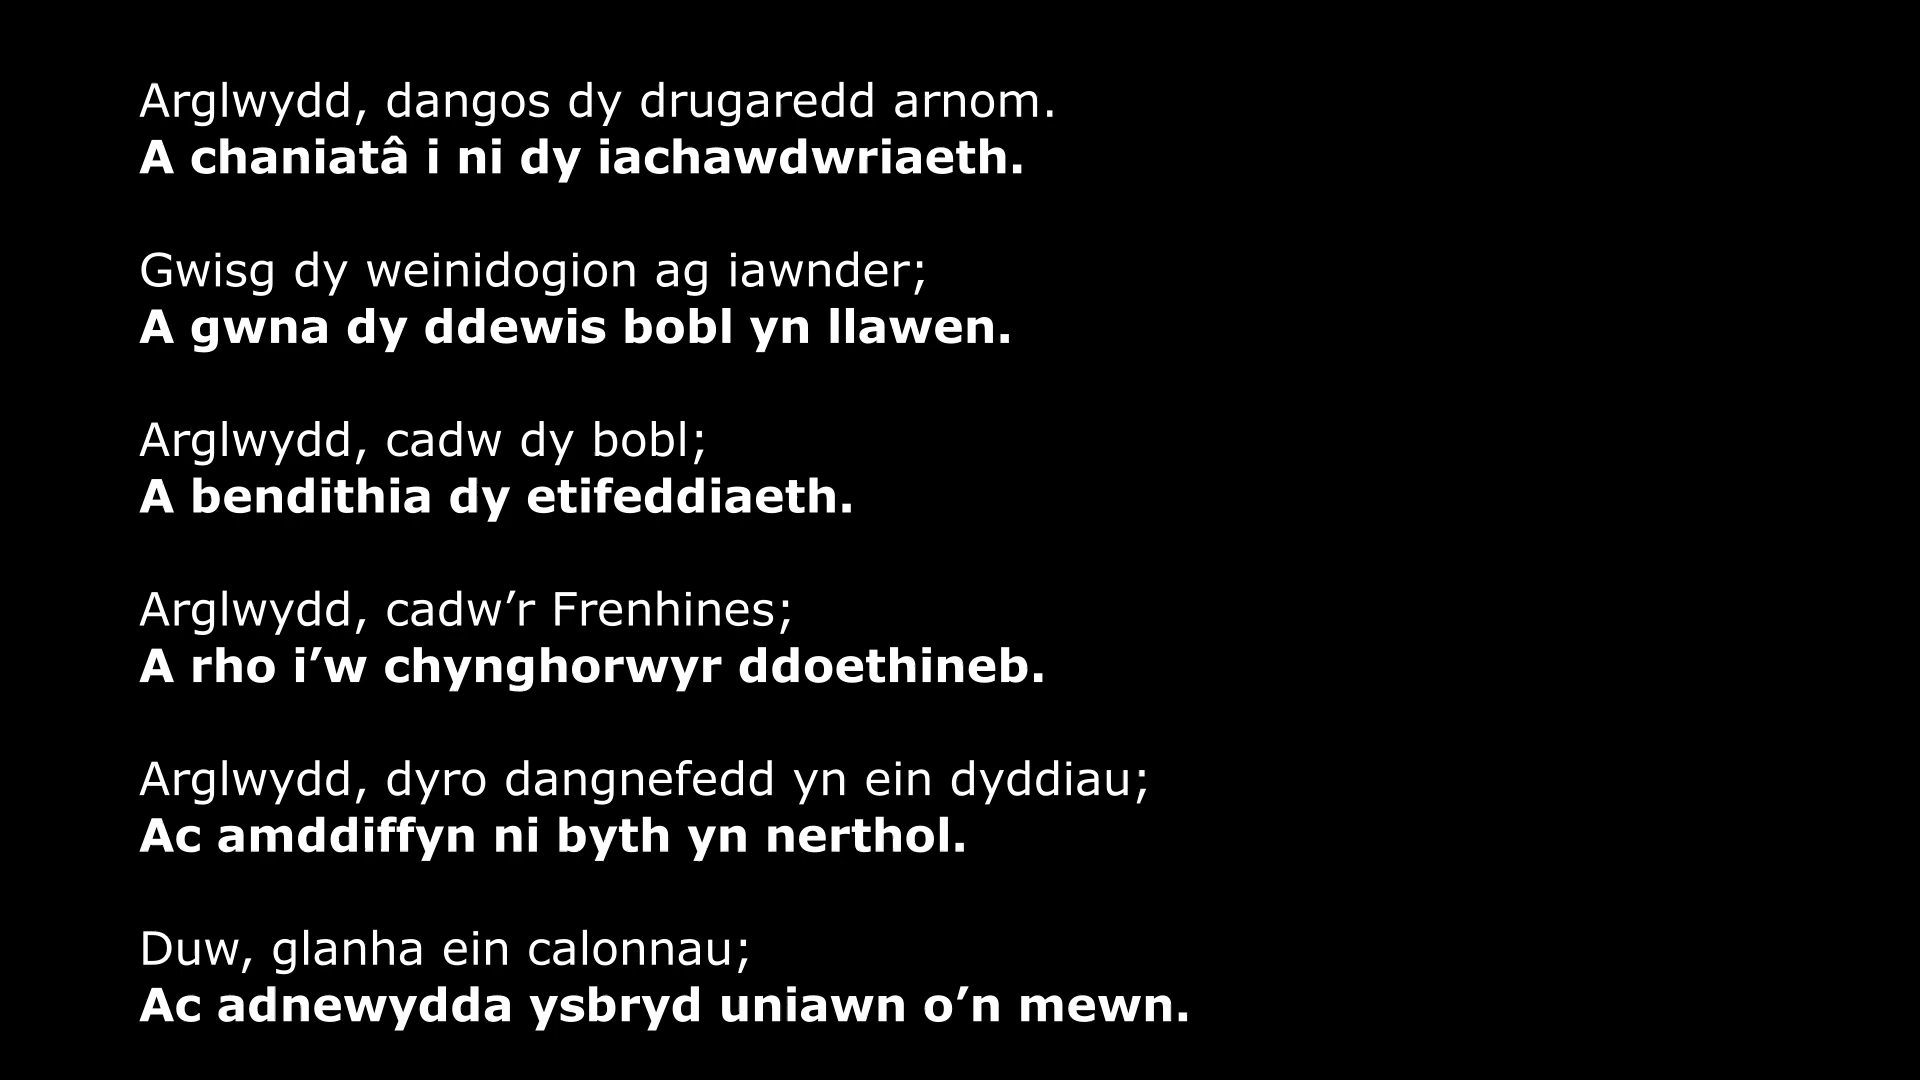 Arglwydd, dangos dy drugaredd arnom.
A chaniatâ i ni dy iachawdwriaeth.
Gwisg dy weinidogion ag iawnder;
A gwna dy ddewis bobl yn llawen.
Arglwydd, cadw dy bobl;
A bendithia dy etifeddiaeth.
Arglwydd, cadw’r Frenhines;
A rho i’w chynghorwyr ddoethineb.
Arglwydd, dyro dangnefedd yn ein dyddiau;
Ac amddiffyn ni byth yn nerthol.
Duw, glanha ein calonnau;
Ac adnewydda ysbryd uniawn o’n mewn.